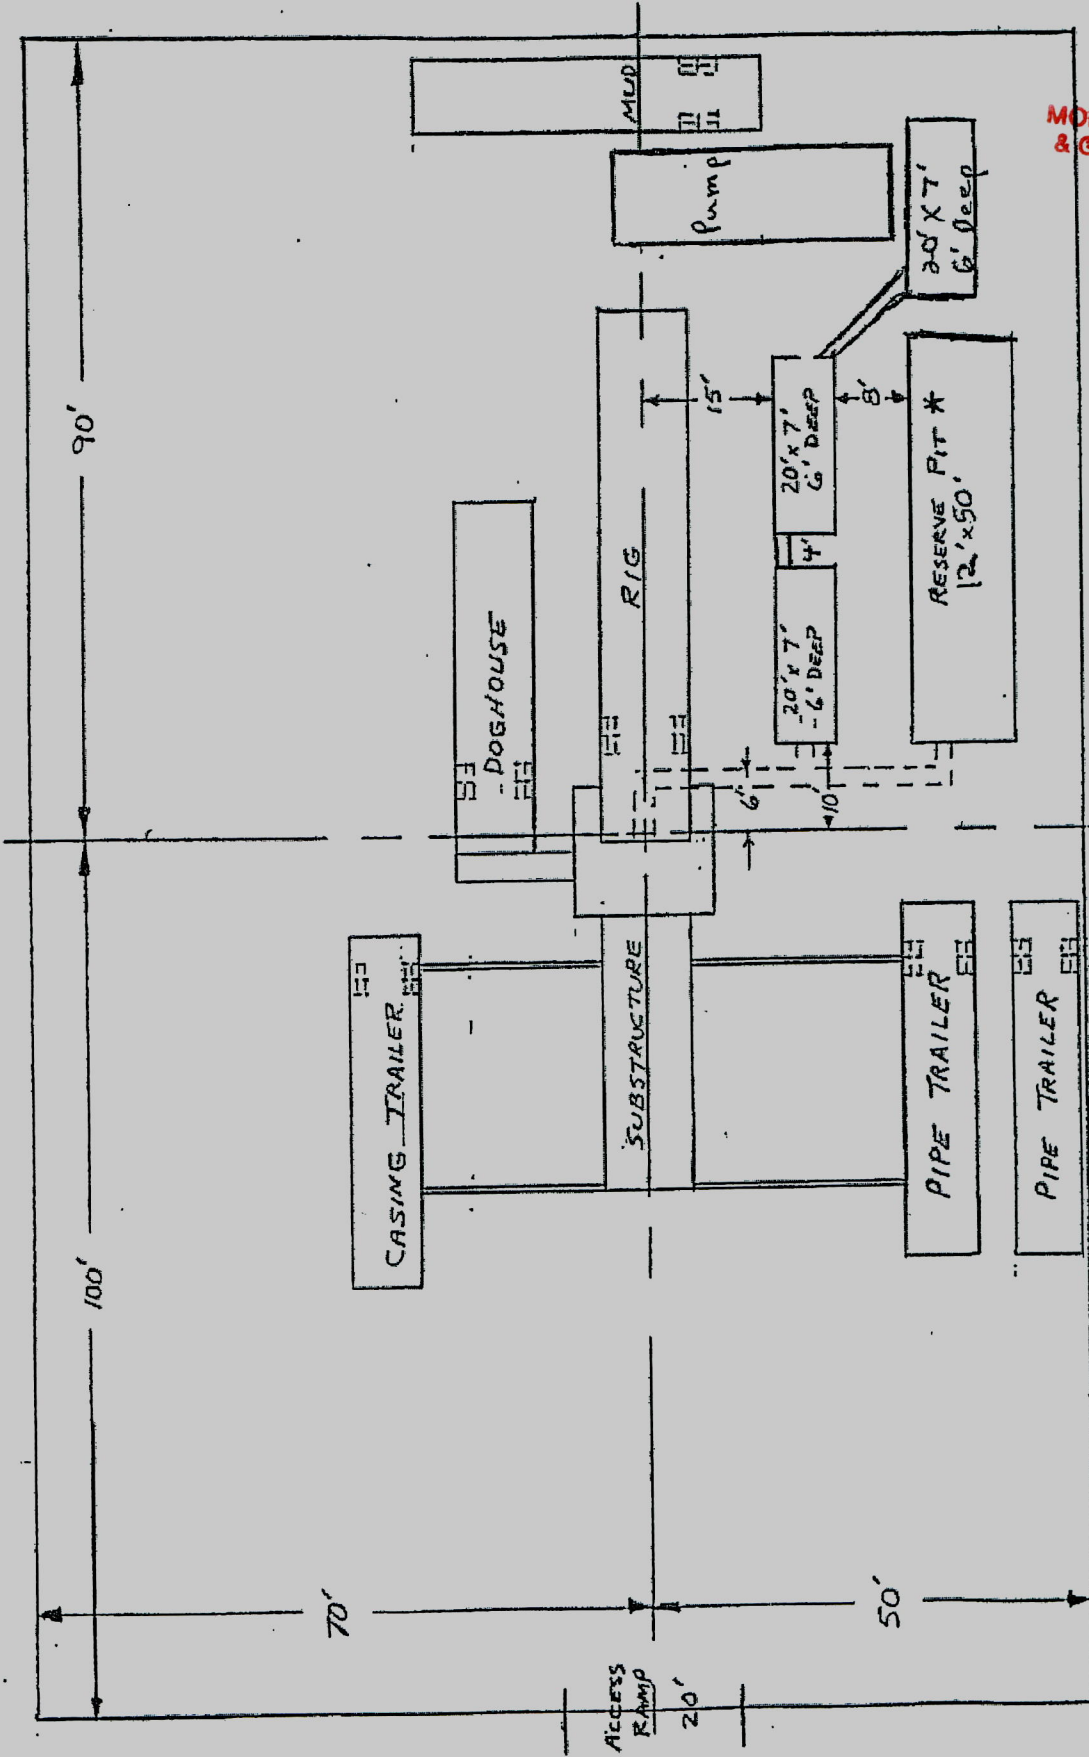 90'
100'
70'
50'
ACCESS
RAMP
20'
MUD
Pump
20' X 7'
6' Deep
DOGHOUSE
RIG
15'
8'
20' x 7'
6' DEEP
4'
20' x 7'
6' DEEP
6'
10'
RESERVE PIT *
12' x 50'
CASING TRAILER
SUBSTRUCTURE
PIPE TRAILER
PIPE TRAILER
&